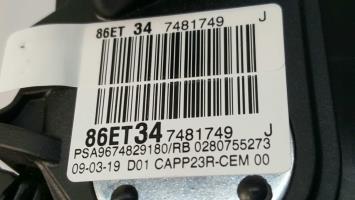 86ET 34 7481749 J
86ET34 7481749 J
PSA9674829180/RB 0280755273
09-03-19 D01 CAPP23R-CEM 00